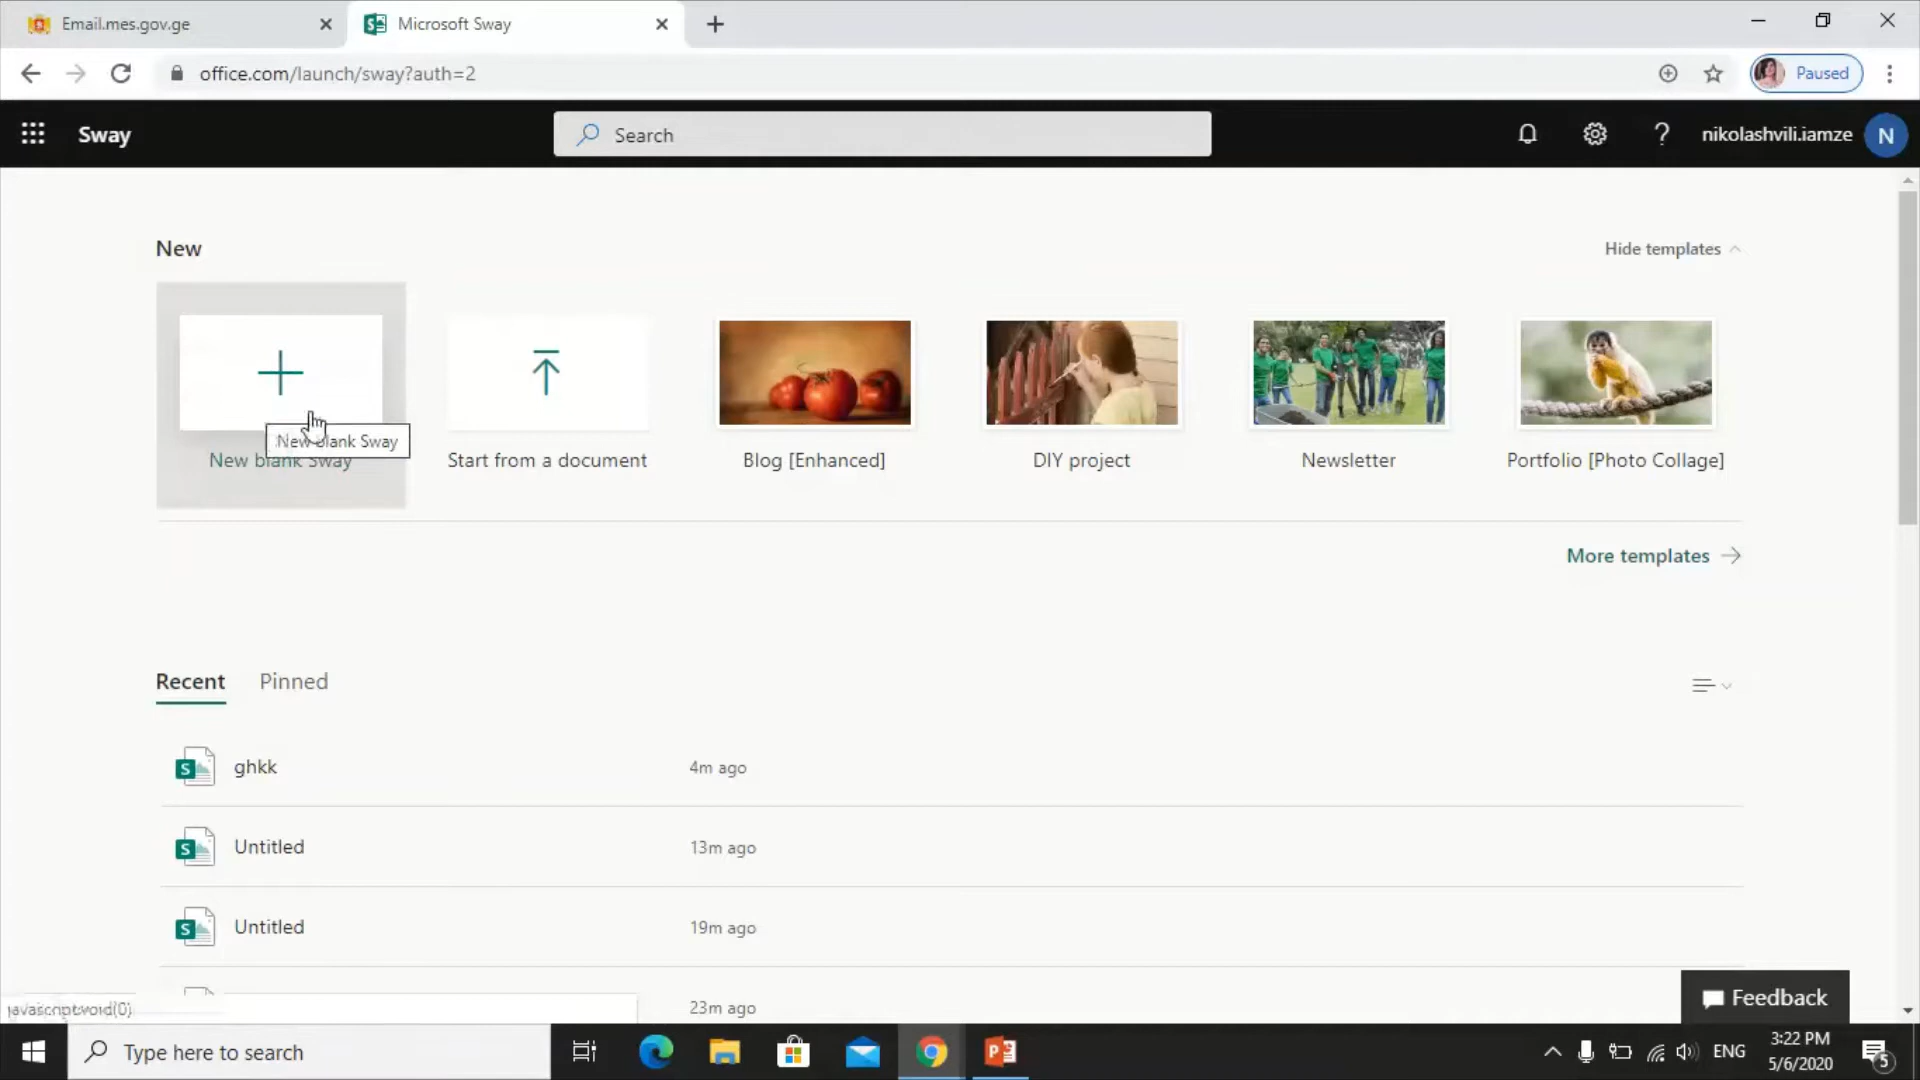 Email.mes.gov.ge
Microsoft Sway
office.com/launch/sway?auth=2
Paused
Sway
Search
nikolashvili.iamze
N
New
Hide templates
New blank Sway
New blank Sway
Start from a document
Blog [Enhanced]
DIY project
Newsletter
Portfolio [Photo Collage]
More templates
Recent
Pinned
ghkk
4m ago
Untitled
13m ago
Untitled
19m ago
23m ago
javascript:void(0)
Feedback
Type here to search
ENG
3:22 PM
5/6/2020
5